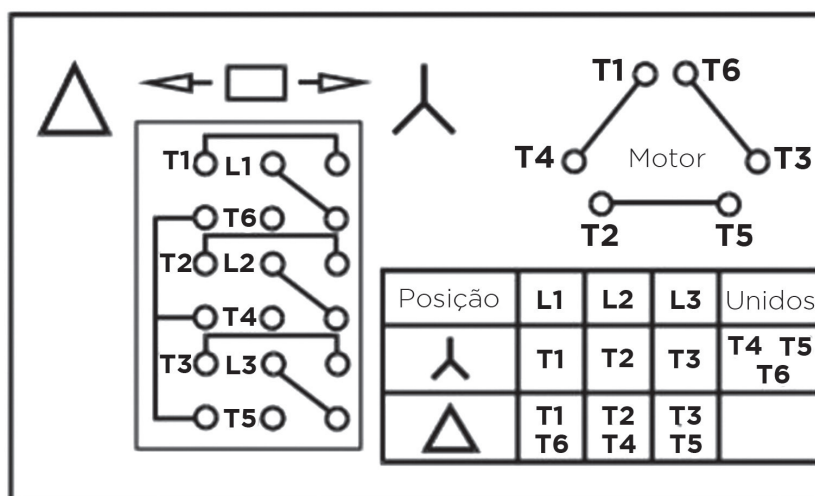 T1 T6
T4 Motor T3
T2 T5
T1 L1
T6
T2 L2
T4
T3 L3
T5
Posição L1 L2 L3 Unidos
T1 T2 T3 T4 T5
T6
T1 T2 T3
T6 T4 T5